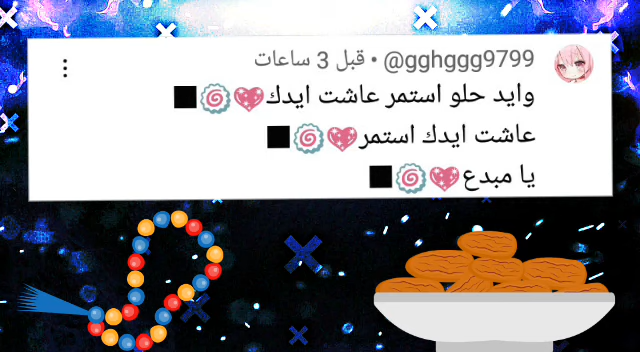 @gghggg9799 • قبل 3 ساعات
وايد حلو استمر عاشت ايدك💖🍥⬛
عاشت ايدك استمر💖🍥⬛
يا مبدع💖🍥⬛